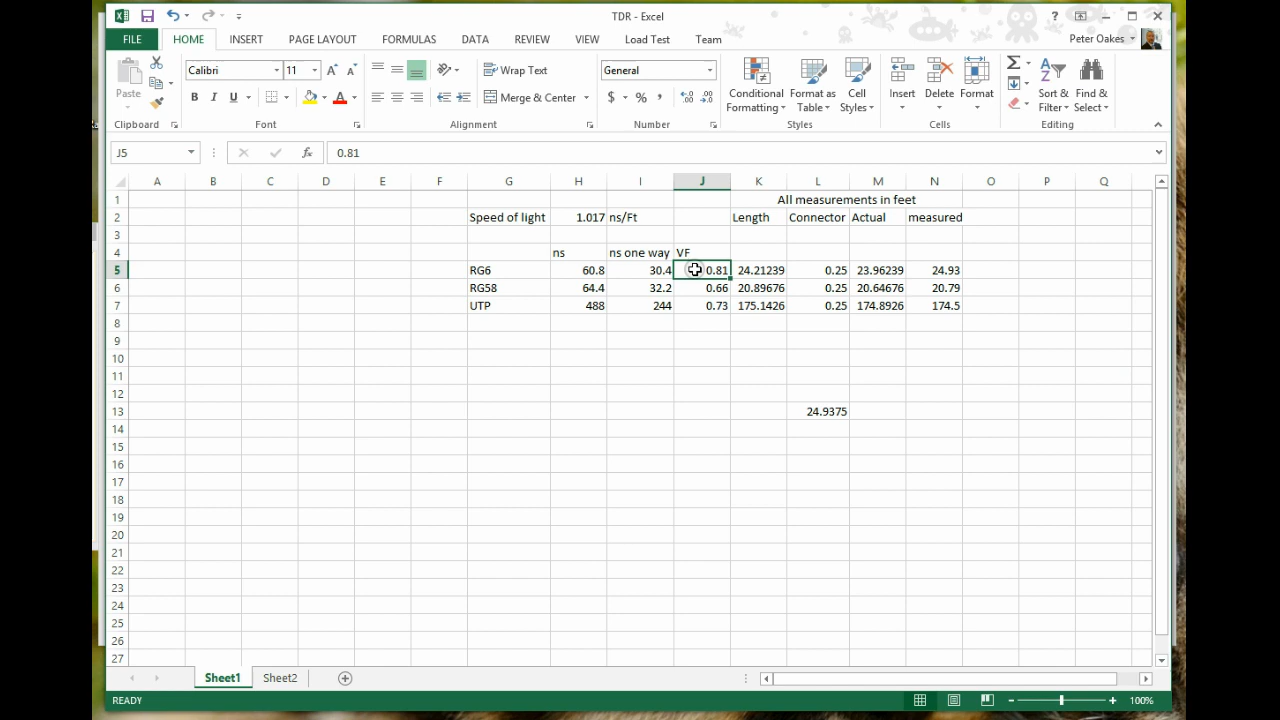 TDR - Excel
?
FILE HOME INSERT PAGE LAYOUT FORMULAS DATA REVIEW VIEW Load Test Team Peter Oakes
Paste
Calibri 11 A A
B I U A
Wrap Text
Merge & Center
General
$ % ,
Conditional Formatting
Format as Table
Cell Styles
Insert Delete Format
Sort & Filter
Find & Select
Clipboard Font Alignment Number Styles Cells Editing
J5 fx 0.81
A B C D E F G H I J K L M N O P Q
1 All measurements in feet
2 Speed of light 1.017 ns/Ft Length Connector Actual measured
3
4 ns ns one way VF
5 RG6 60.8 30.4 0.81 24.21239 0.25 23.96239 24.93
6 RG58 64.4 32.2 0.66 20.89676 0.25 20.64676 20.79
7 UTP 488 244 0.73 175.1426 0.25 174.8926 174.5
8
9
10
11
12
13 24.9375
14
15
16
17
18
19
20
21
22
23
24
25
26
27
Sheet1 Sheet2
READY 100%